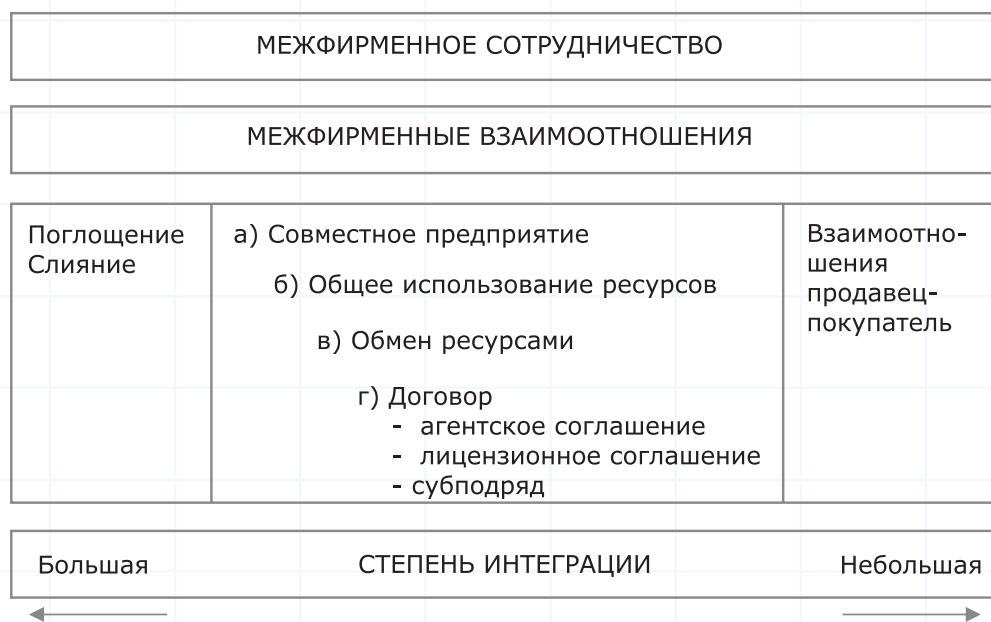 МЕЖФИРМЕННОЕ СОТРУДНИЧЕСТВО
МЕЖФИРМЕННЫЕ ВЗАИМООТНОШЕНИЯ
Поглощение
Слияние
а) Совместное предприятие
б) Общее использование ресурсов
в) Обмен ресурсами
г) Договор
- агентское соглашение
- лицензионное соглашение
- субподряд
Взаимоотно-
шения
продавец-
покупатель
Большая СТЕПЕНЬ ИНТЕГРАЦИИ Небольшая